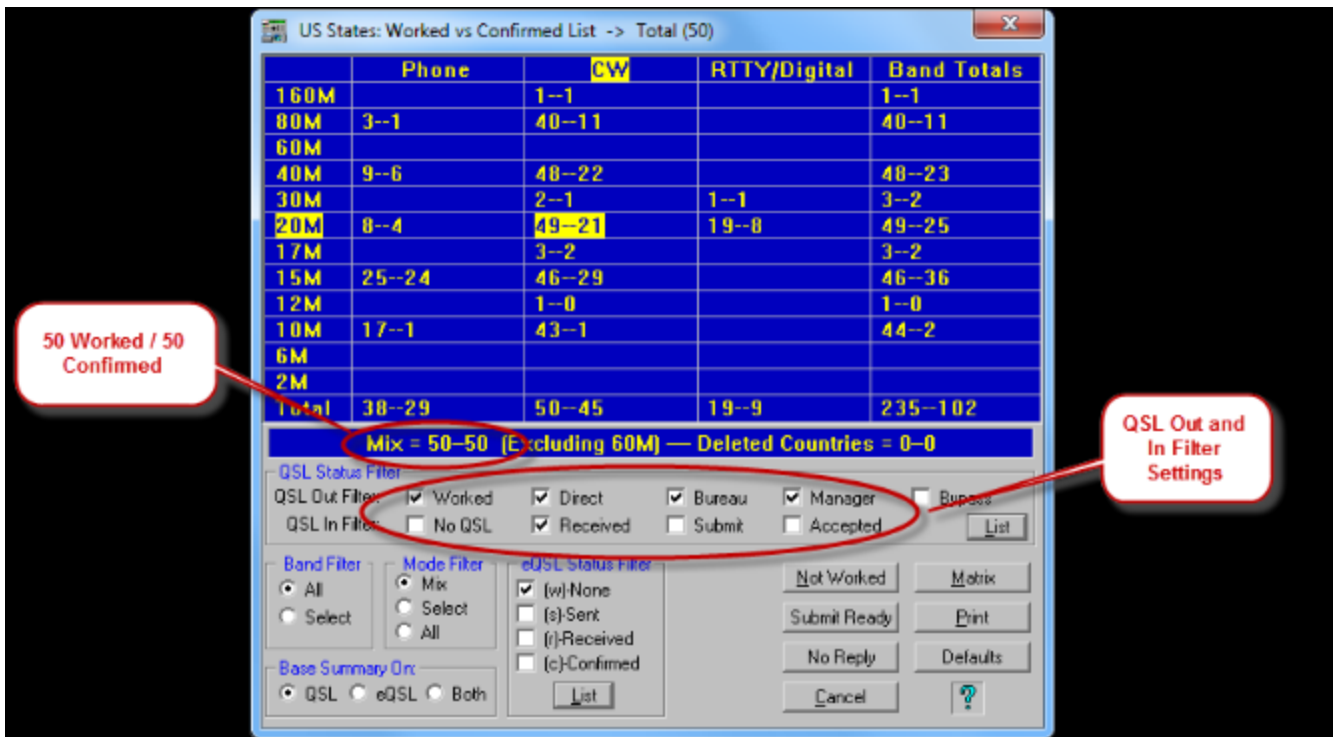 US States: Worked vs Confirmed List -> Total (50)
Phone CW RTTY/Digital Band Totals
160M 1--1 1--1
80M 3--1 40--11 40--11
60M
40M 9--6 48--22 48--23
30M 2--1 1--1 3--2
20M 8--4 49--21 19--8 49--25
17M 3--2 3--2
15M 25--24 46--29 46--36
12M 1--0 1--0
10M 17--1 43--1 44--2
6M
2M
Total 38--29 50--45 19--9 235--102
Mix = 50--50 (Excluding 60M) --- Deleted Countries = 0--0
50 Worked / 50
Confirmed
QSL Out and
In Filter
Settings
QSL Status Filter
QSL Out Filter: Worked Direct Bureau Manager Bypass
QSL In Filter: No QSL Received Submit Accepted List
Band Filter
All
Select
Mode Filter
Mix
Select
All
eQSL Status Filter
(w)-None
(s)-Sent
(r)-Received
(c)-Confirmed
List
Base Summary On:
QSL eQSL Both
Not Worked Matrix
Submit Ready Print
No Reply Defaults
Cancel ?